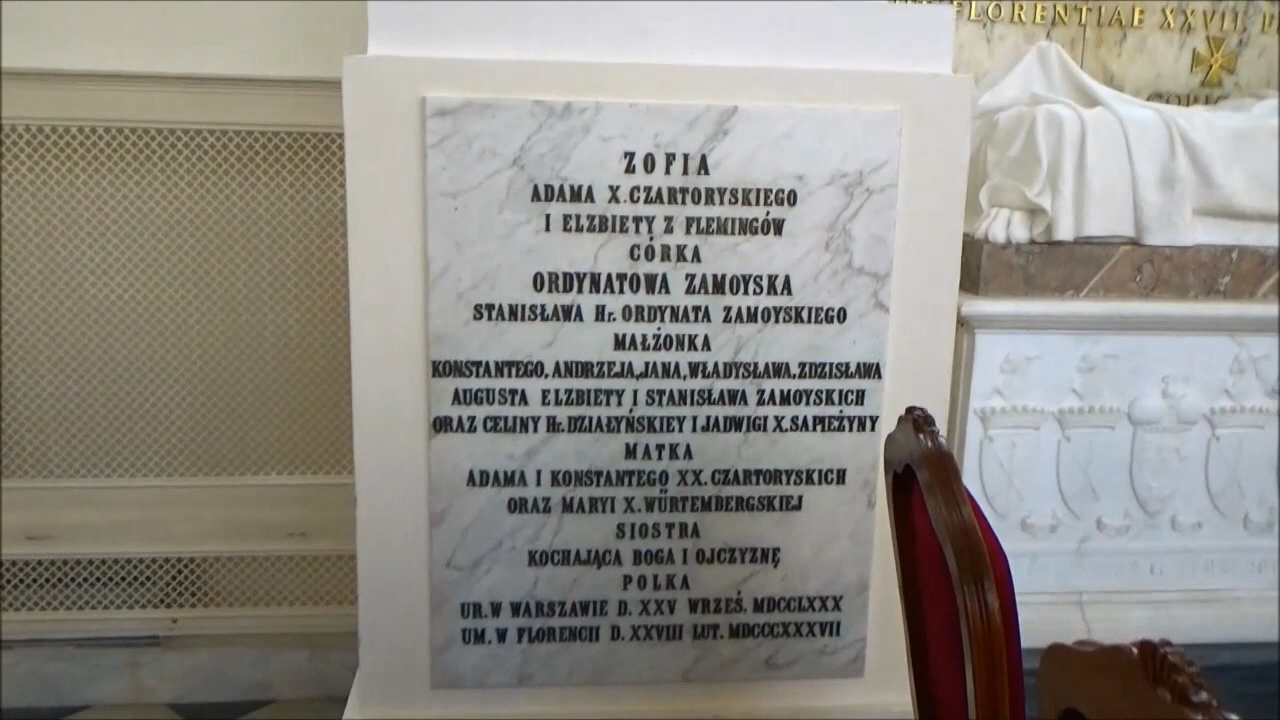 ZOFIA
ADAMA X. CZARTORYSKIEGO
I ELZBIETY Z FLEMINGÓW
CÓRKA
ORDYNATOWA ZAMOYSKA
STANISŁAWA Hr. ORDYNATA ZAMOYSKIEGO
MAŁŻONKA
KONSTANTEGO, ANDRZEJA, JANA, WŁADYSŁAWA, ZDZISŁAWA
AUGUSTA ELZBIETY I STANISŁAWA ZAMOYSKICH
ORAZ CELINY Hr. DZIAŁYŃSKIEY I JADWIGI X. SAPIEŻYNY
MATKA
ADAMA I KONSTANTEGO XX. CZARTORYSKICH
ORAZ MARYI X. WÜRTEMBERGSKIEJ
SIOSTRA
KOCHAJĄCA BOGA I OJCZYZNĘ
POLKA
UR. W WARSZAWIE D. XXV WRZEŚ. MDCCLXXX
UM. W FLORENCII D. XXVIII LUT. MDCCCXXXVII
FLORENTIAE XXVII.